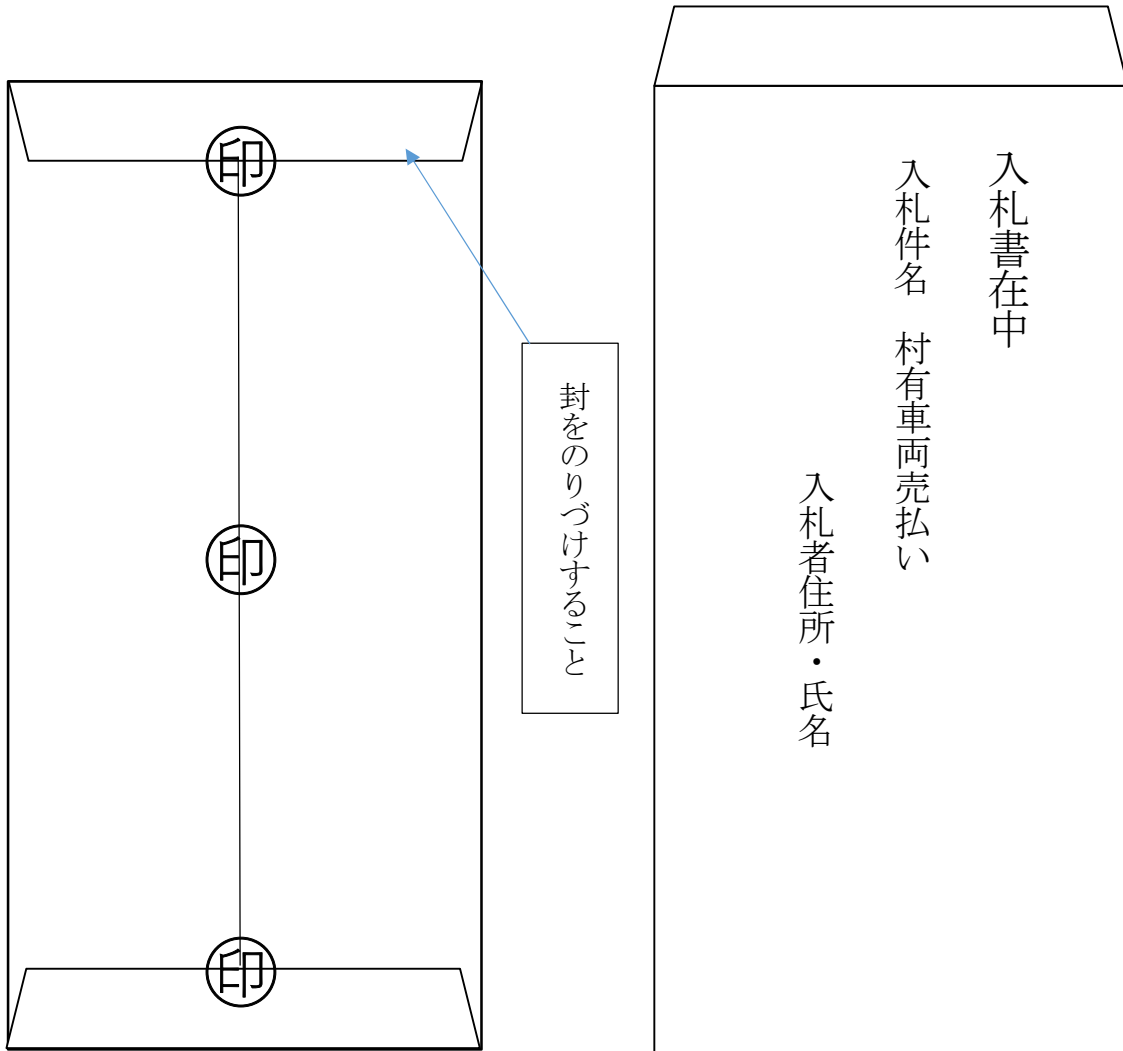 入札書在中
入札件名　村有車両売払い
入札者住所・氏名
封をのりづけすること
印
印
印